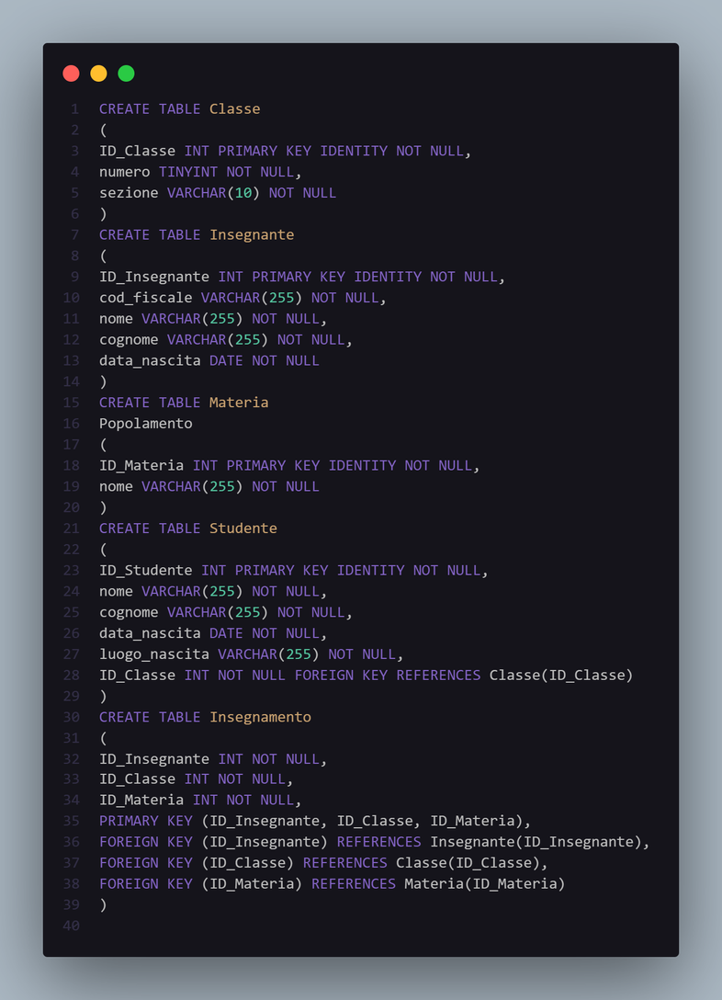 1 CREATE TABLE Classe
2 (
3 ID_Classe INT PRIMARY KEY IDENTITY NOT NULL,
4 numero TINYINT NOT NULL,
5 sezione VARCHAR(10) NOT NULL
6 )
7 CREATE TABLE Insegnante
8 (
9 ID_Insegnante INT PRIMARY KEY IDENTITY NOT NULL,
10 cod_fiscale VARCHAR(255) NOT NULL,
11 nome VARCHAR(255) NOT NULL,
12 cognome VARCHAR(255) NOT NULL,
13 data_nascita DATE NOT NULL
14 )
15 CREATE TABLE Materia
16 Popolamento
17 (
18 ID_Materia INT PRIMARY KEY IDENTITY NOT NULL,
19 nome VARCHAR(255) NOT NULL
20 )
21 CREATE TABLE Studente
22 (
23 ID_Studente INT PRIMARY KEY IDENTITY NOT NULL,
24 nome VARCHAR(255) NOT NULL,
25 cognome VARCHAR(255) NOT NULL,
26 data_nascita DATE NOT NULL,
27 luogo_nascita VARCHAR(255) NOT NULL,
28 ID_Classe INT NOT NULL FOREIGN KEY REFERENCES Classe(ID_Classe)
29 )
30 CREATE TABLE Insegnamento
31 (
32 ID_Insegnante INT NOT NULL,
33 ID_Classe INT NOT NULL,
34 ID_Materia INT NOT NULL,
35 PRIMARY KEY (ID_Insegnante, ID_Classe, ID_Materia),
36 FOREIGN KEY (ID_Insegnante) REFERENCES Insegnante(ID_Insegnante),
37 FOREIGN KEY (ID_Classe) REFERENCES Classe(ID_Classe),
38 FOREIGN KEY (ID_Materia) REFERENCES Materia(ID_Materia)
39 )
40